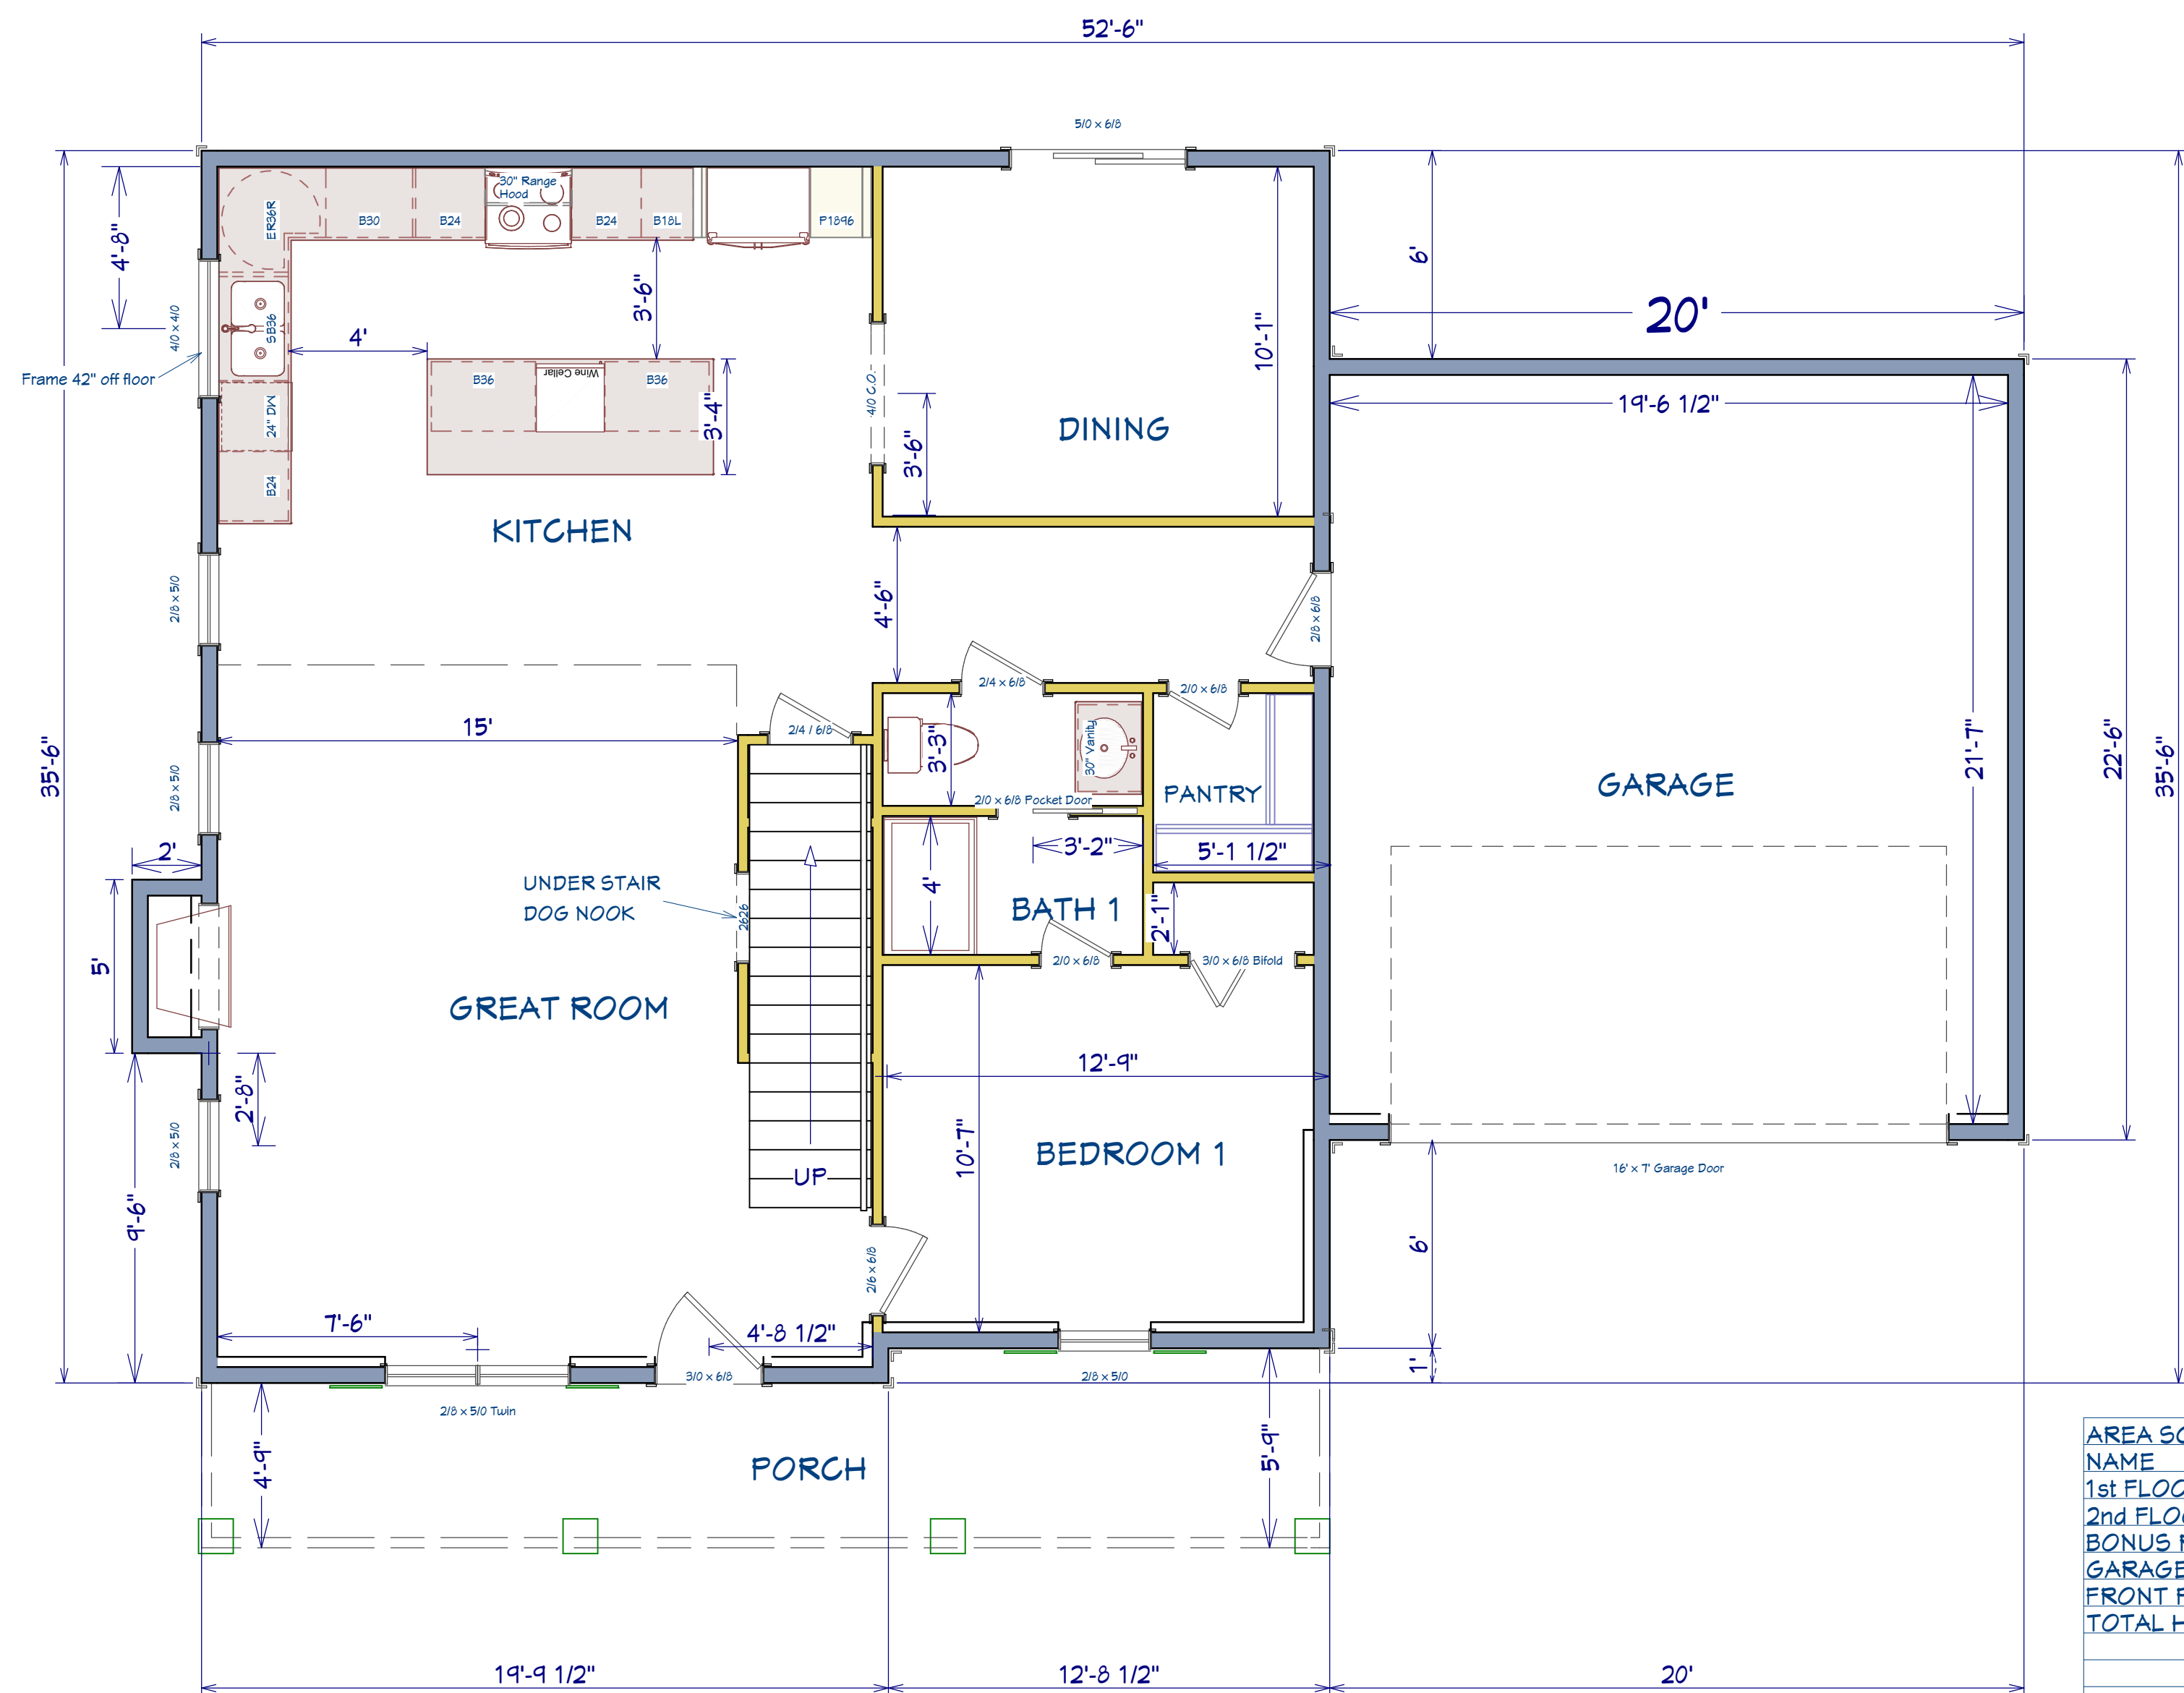 52'-6"
5/0 x 6/8
30" Range
Hood
ER36R
B30
B24
B24
B18L
P1896
4'-8"
6'
4/0 x 4/0
SB36
3'-6"
20'
4'
Frame 42" off floor
B36
Wine Cellar
B36
4/0 C.O.
10'-1"
19'-6 1/2"
24" DW
3'-4"
DINING
3'-6"
B24
KITCHEN
2/8 x 5/0
4'-6"
2/8 x 6/8
2/4 x 6/8
2/0 x 6/8
15'
2/4 / 6/8
3'-3"
30" Vanity
35'-6"
2/8 x 5/0
21'-7"
22'-6"
35'-6"
GARAGE
PANTRY
2/0 x 6/8 Pocket Door
2'
3'-2"
5'-1 1/2"
UNDER STAIR
DOG NOOK
2626
4'
BATH 1
2'-1"
5'
2/0 x 6/8
3/0 x 6/8 Bifold
GREAT ROOM
12'-9"
2'-8"
2/8 x 5/0
10'-7"
BEDROOM 1
UP
16' x 7' Garage Door
9'-6"
2/6 x 6/8
6'
7'-6"
4'-8 1/2"
1'
3/0 x 6/8
2/8 x 5/0
2/8 x 5/0 Twin
4'-9"
PORCH
5'-9"
AREA
NAME
1st
2nd
BONUS
GARAGE
FRONT
TOTAL
19'-9 1/2"
12'-8 1/2"
20'